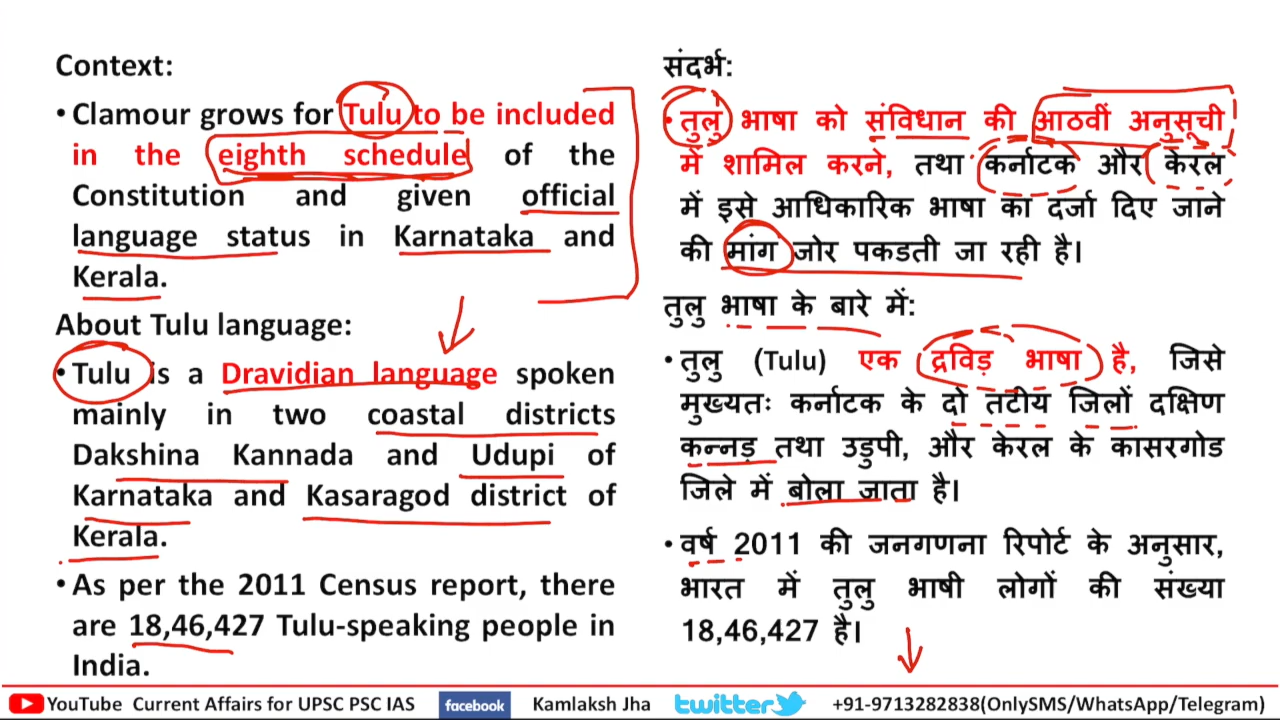 Context:
• Clamour grows for Tulu to be included
in the eighth schedule of the
Constitution and given official
language status in Karnataka and
Kerala.
About Tulu language:
• Tulu is a Dravidian language spoken
mainly in two coastal districts
Dakshina Kannada and Udupi of
Karnataka and Kasaragod district of
Kerala.
• As per the 2011 Census report, there
are 18,46,427 Tulu-speaking people in
India.
संदर्भ:
• तुलु भाषा को संविधान की आठवीं अनुसूची
में शामिल करने, तथा कर्नाटक और केरल
में इसे आधिकारिक भाषा का दर्जा दिए जाने
की मांग जोर पकडती जा रही है।
तुलु भाषा के बारे में:
• तुलु (Tulu) एक द्रविड़ भाषा है, जिसे
मुख्यतः कर्नाटक के दो तटीय जिलों दक्षिण
कन्नड़ तथा उडुपी, और केरल के कासरगोड
जिले में बोला जाता है।
• वर्ष 2011 की जनगणना रिपोर्ट के अनुसार,
भारत में तुलु भाषी लोगों की संख्या
18,46,427 है।
YouTube Current Affairs for UPSC PSC IAS facebook Kamlaksh Jha twitter +91-9713282838(OnlySMS/WhatsApp/Telegram)